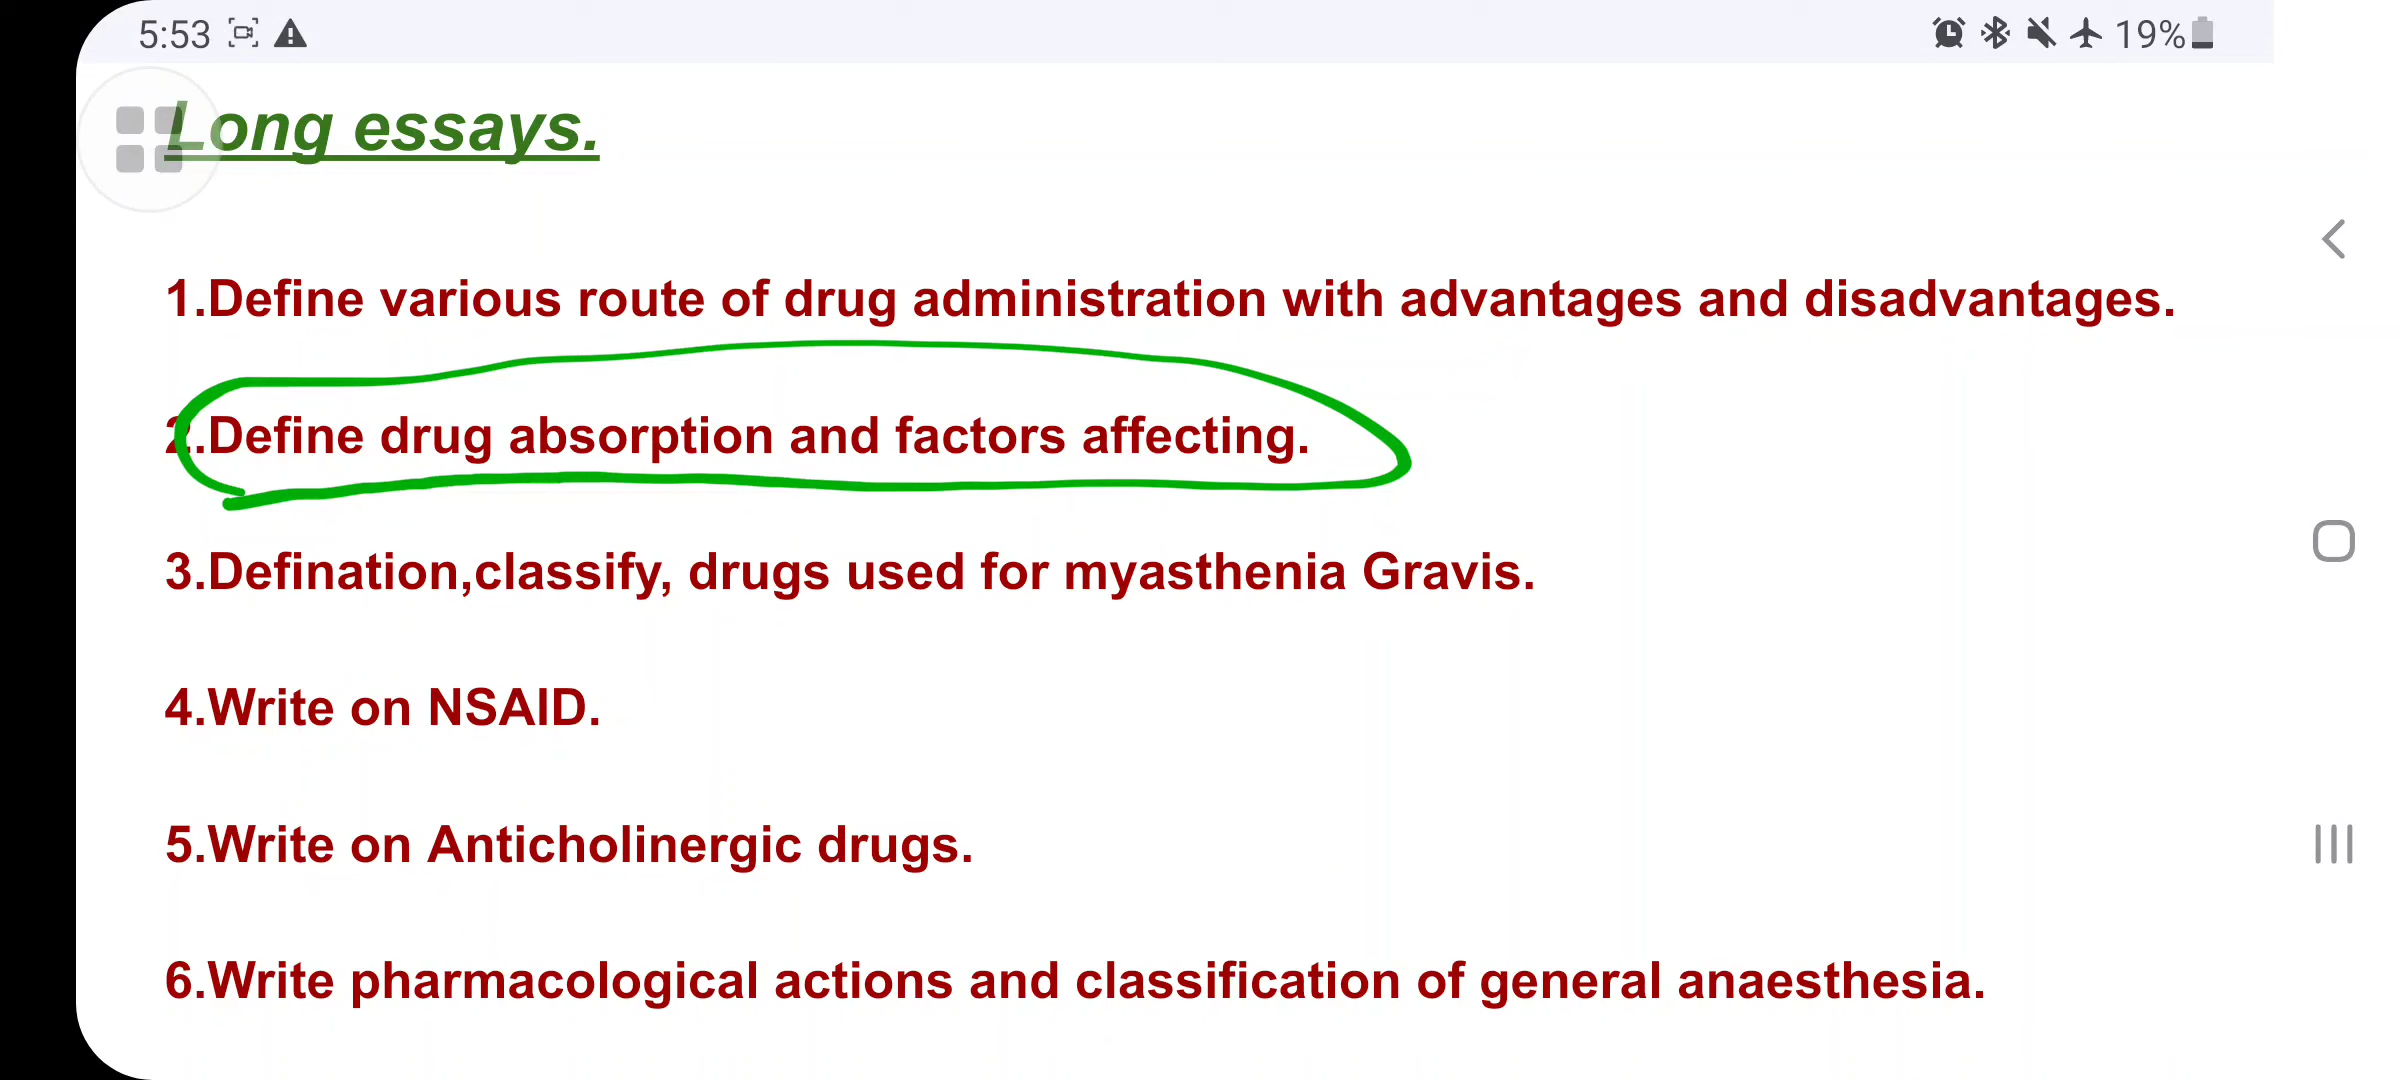 5:53
19%
Long essays.
1.Define various route of drug administration with advantages and disadvantages.
2.Define drug absorption and factors affecting.
3.Defination,classify, drugs used for myasthenia Gravis.
4.Write on NSAID.
5.Write on Anticholinergic drugs.
6.Write pharmacological actions and classification of general anaesthesia.